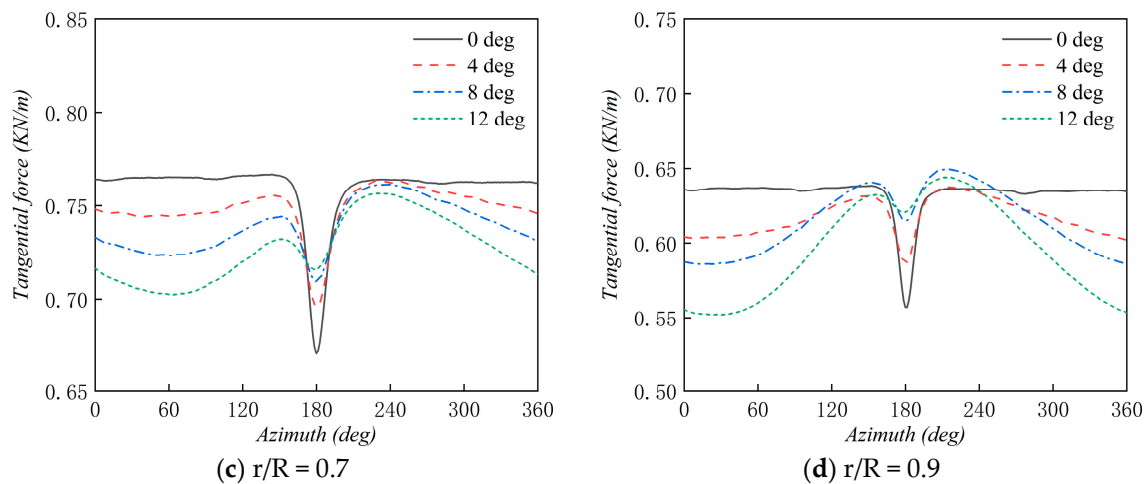 0.85
0.80
0.75
0.70
0.65
Tangential force (KN/m)
0 deg
4 deg
8 deg
12 deg
0 60 120 180 240 300 360
Azimuth (deg)
(c) r/R = 0.7
0.75
0.70
0.65
0.60
0.55
0.50
Tangential force (KN/m)
0 deg
4 deg
8 deg
12 deg
0 60 120 180 240 300 360
Azimuth (deg)
(d) r/R = 0.9